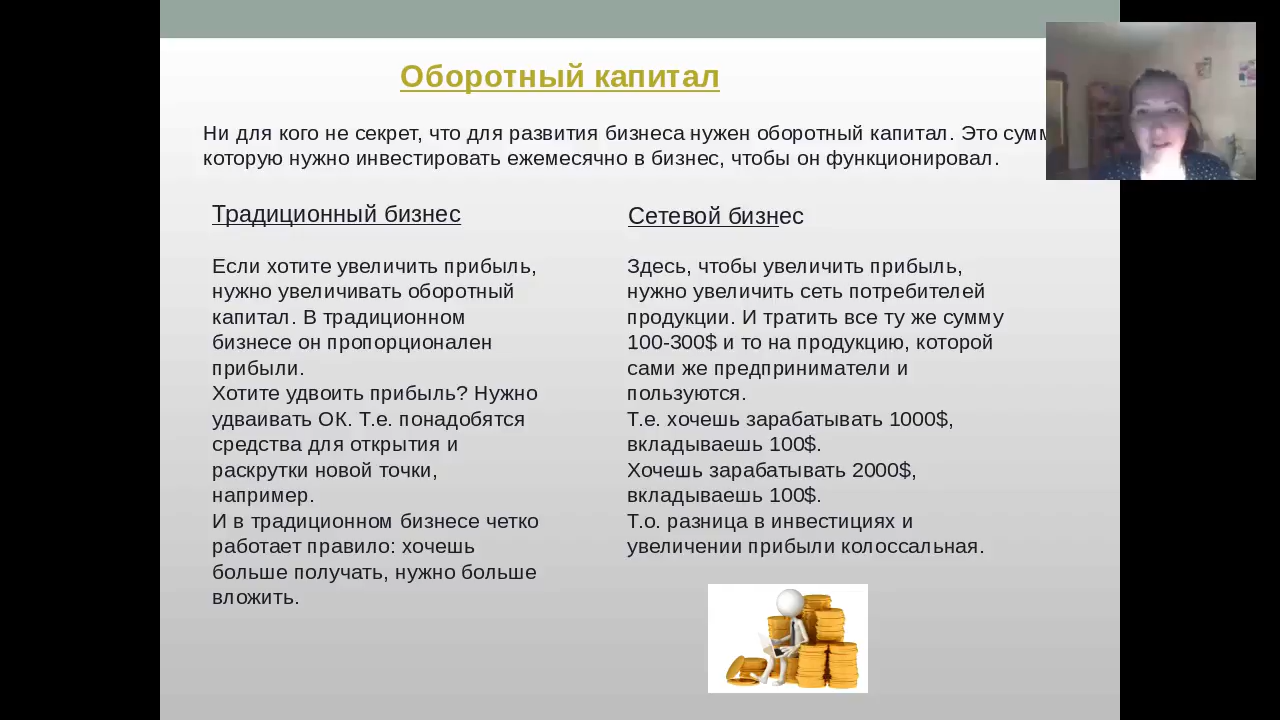 Оборотный капитал
Ни для кого не секрет, что для развития бизнеса нужен оборотный капитал. Это
которую нужно инвестировать ежемесячно в бизнес, чтобы он функционировал.
Традиционный бизнес
Если хотите увеличить прибыль,
нужно увеличивать оборотный
капитал. В традиционном
бизнесе он пропорционален
прибыли.
Хотите удвоить прибыль? Нужно
удваивать ОК. Т.е. понадобятся
средства для открытия и
раскрутки новой точки,
например.
И в традиционном бизнесе четко
работает правило: хочешь
больше получать, нужно больше
вложить.
Сетевой бизнес
Здесь, чтобы увеличить прибыль,
нужно увеличить сеть потребителей
продукции. И тратить все ту же сумму
100-300$ и то на продукцию, которой
сами же предприниматели и
пользуются.
Т.е. хочешь зарабатывать 1000$,
вкладываешь 100$.
Хочешь зарабатывать 2000$,
вкладываешь 100$.
Т.о. разница в инвестициях и
увеличении прибыли колоссальная.